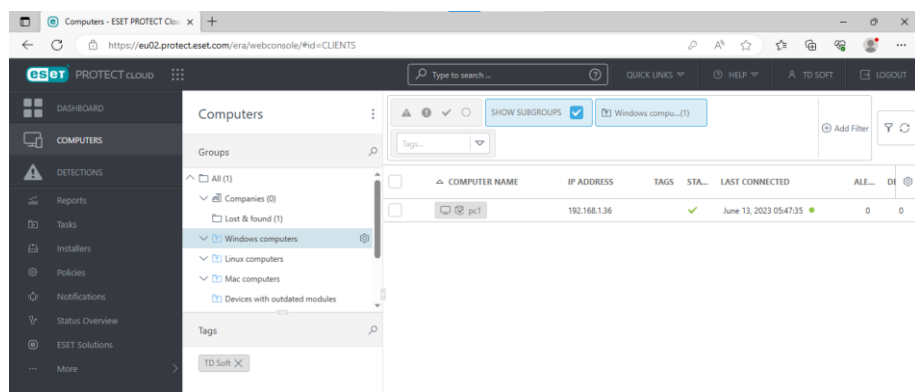 Computers - ESET PROTECT Clou
https://eu02.protect.eset.com/era/webconsole/#id=CLIENTS
eset PROTECT CLOUD
Type to search ...
QUICK LINKS
HELP
TD SOFT
LOGOUT
DASHBOARD
COMPUTERS
DETECTIONS
Reports
Tasks
Installers
Policies
Notifications
Status Overview
ESET Solutions
More
Computers
Groups
All (1)
Companies (0)
Lost & found (1)
Windows computers
Linux computers
Mac computers
Devices with outdated modules
Tags
TD Soft
SHOW SUBGROUPS
Windows compu...(1)
Add Filter
Tags...
COMPUTER NAME IP ADDRESS TAGS STA... LAST CONNECTED ALE... DI
pc1 192.168.1.36 June 13, 2023 05:47:35 0 0